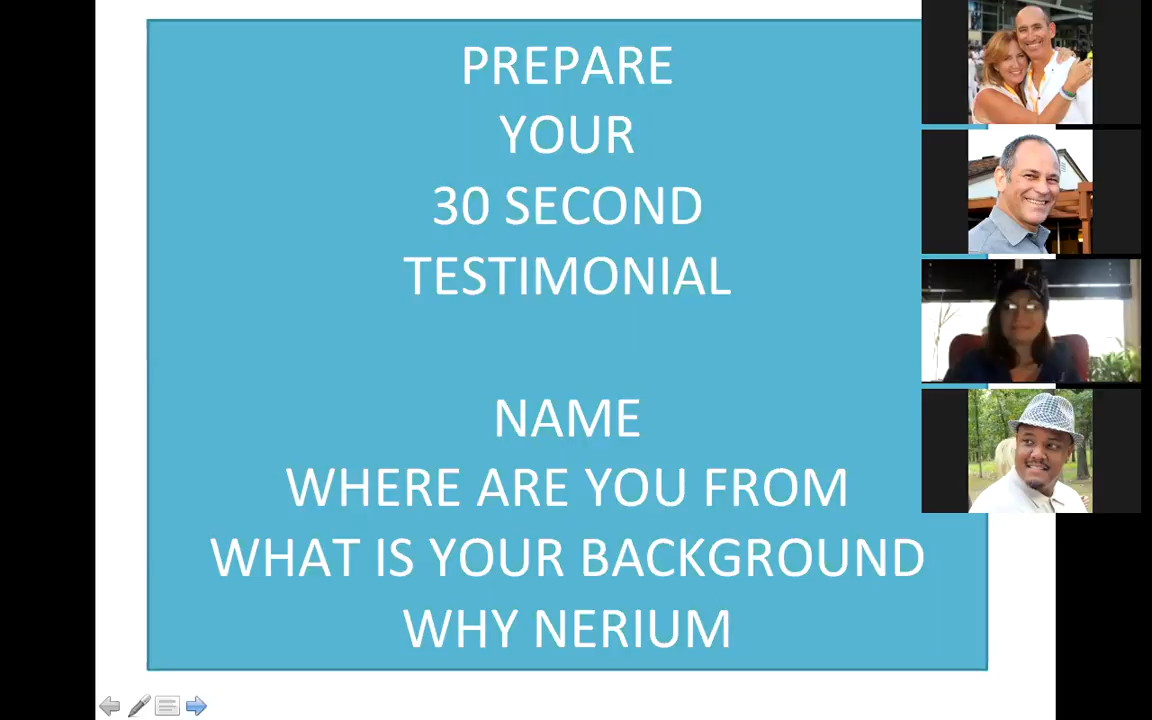 PREPARE
YOUR
30 SECOND
TESTIMONIAL
NAME
WHERE ARE YOU FROM
WHAT IS YOUR BACKGROUND
WHY NERIUM